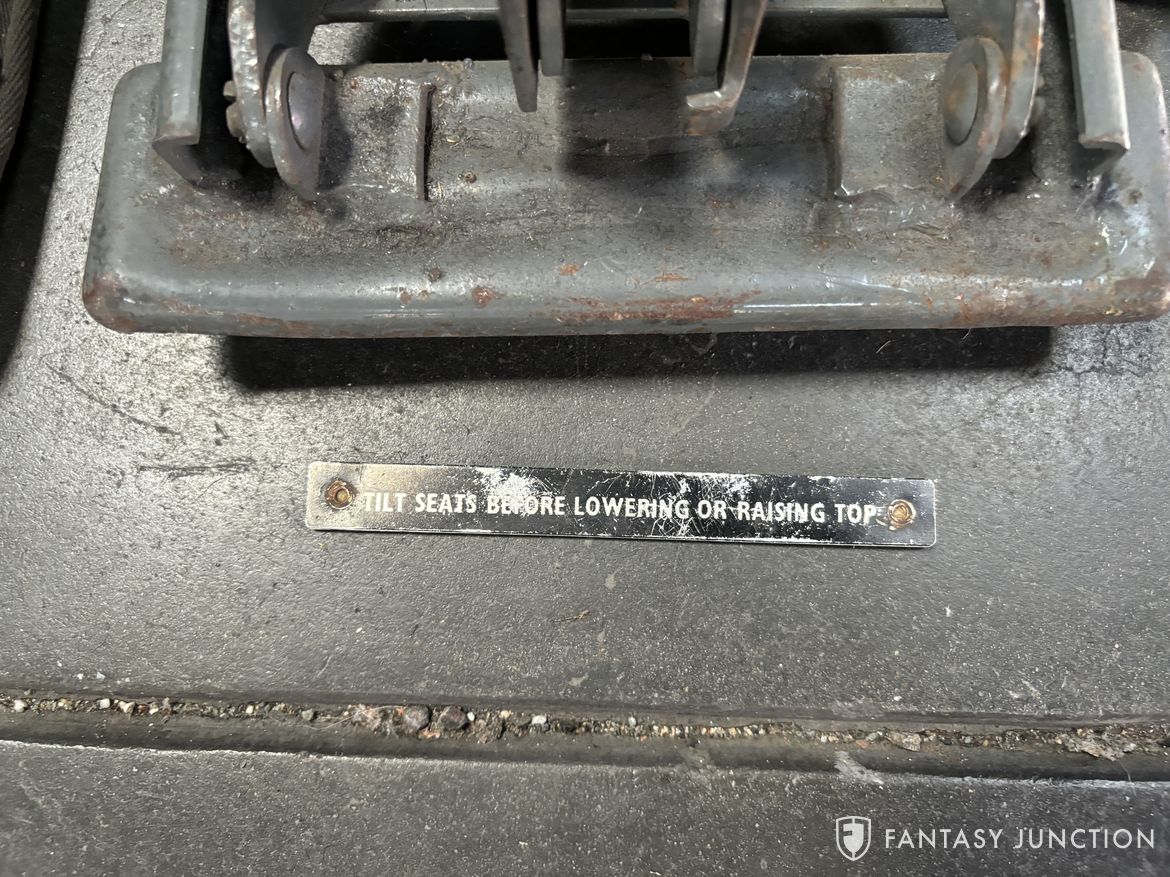 TILT SEATS BEFORE LOWERING OR RAISING TOP
FANTASY JUNCTION